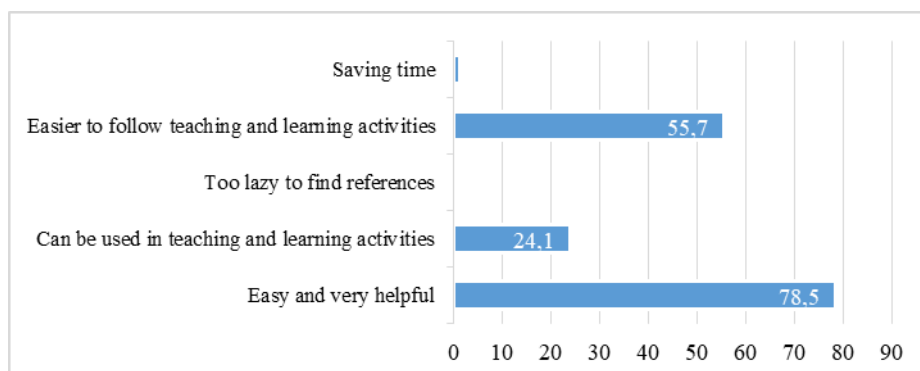 Saving time
Easier to follow teaching and learning activities
55,7
Too lazy to find references
Can be used in teaching and learning activities
24,1
Easy and very helpful
78,5
0 10 20 30 40 50 60 70 80 90